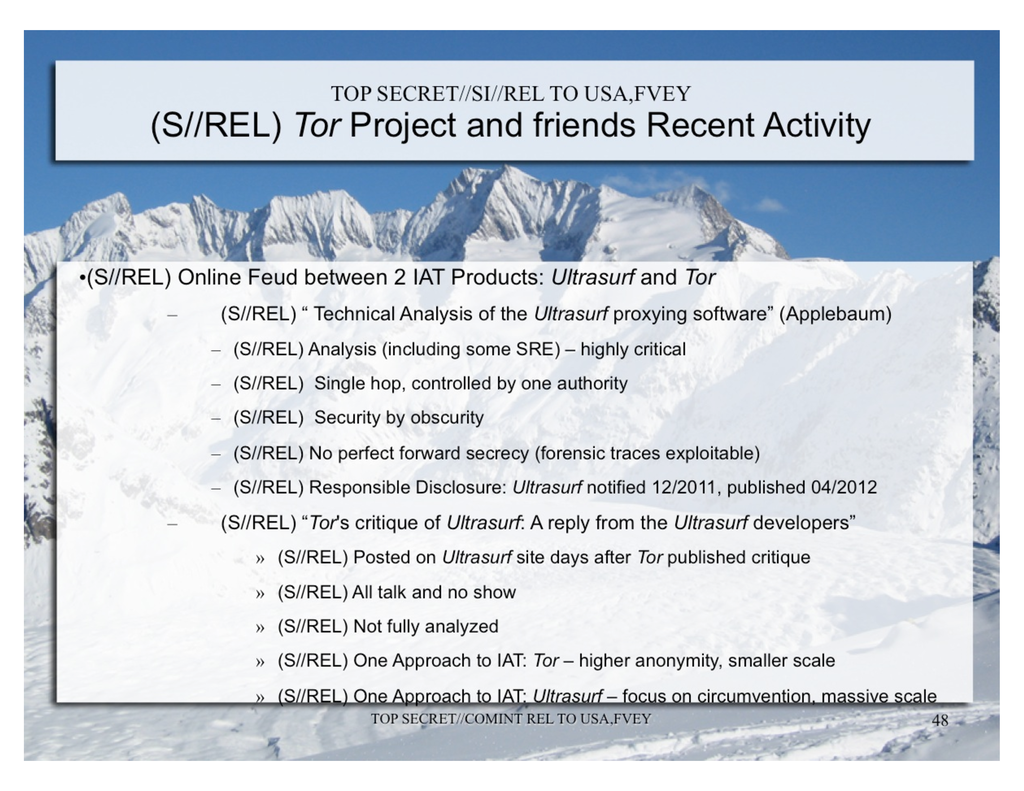 TOP SECRET//SI//REL TO USA,FVEY
(S//REL) Tor Project and friends Recent Activity
•(S//REL) Online Feud between 2 IAT Products: Ultrasurf and Tor
– (S//REL) “ Technical Analysis of the Ultrasurf proxying software” (Applebaum)
– (S//REL) Analysis (including some SRE) – highly critical
– (S//REL) Single hop, controlled by one authority
– (S//REL) Security by obscurity
– (S//REL) No perfect forward secrecy (forensic traces exploitable)
– (S//REL) Responsible Disclosure: Ultrasurf notified 12/2011, published 04/2012
– (S//REL) “Tor's critique of Ultrasurf: A reply from the Ultrasurf developers”
» (S//REL) Posted on Ultrasurf site days after Tor published critique
» (S//REL) All talk and no show
» (S//REL) Not fully analyzed
» (S//REL) One Approach to IAT: Tor – higher anonymity, smaller scale
» (S//REL) One Approach to IAT: Ultrasurf – focus on circumvention, massive scale
TOP SECRET//COMINT REL TO USA,FVEY
48